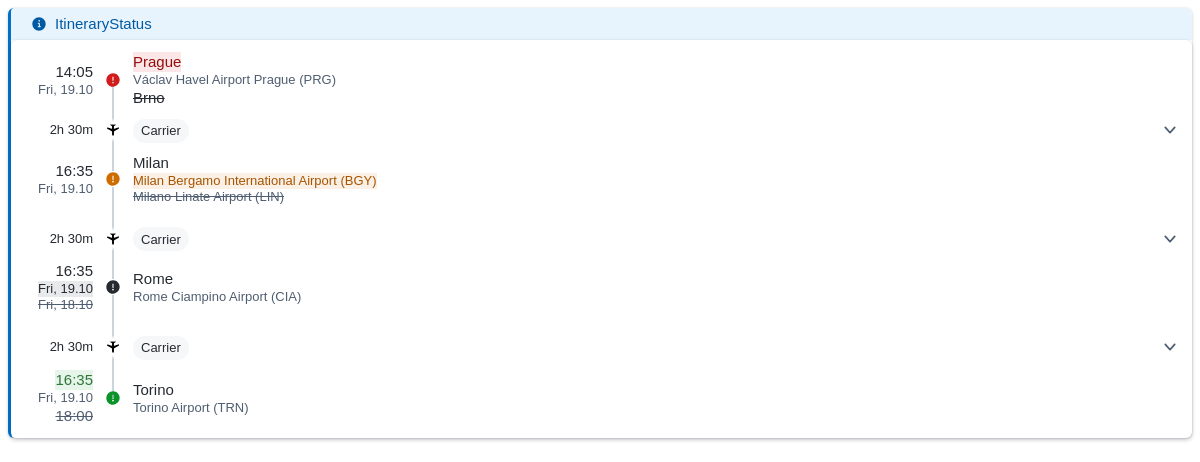 ItineraryStatus
14:05
Fri, 19.10
Prague
Václav Havel Airport Prague (PRG)
Brno
2h 30m
Carrier
16:35
Fri, 19.10
Milan
Milan Bergamo International Airport (BGY)
Milano Linate Airport (LIN)
2h 30m
Carrier
16:35
Fri, 19.10
Fri, 18.10
Rome
Rome Ciampino Airport (CIA)
2h 30m
Carrier
16:35
Fri, 19.10
18:00
Torino
Torino Airport (TRN)